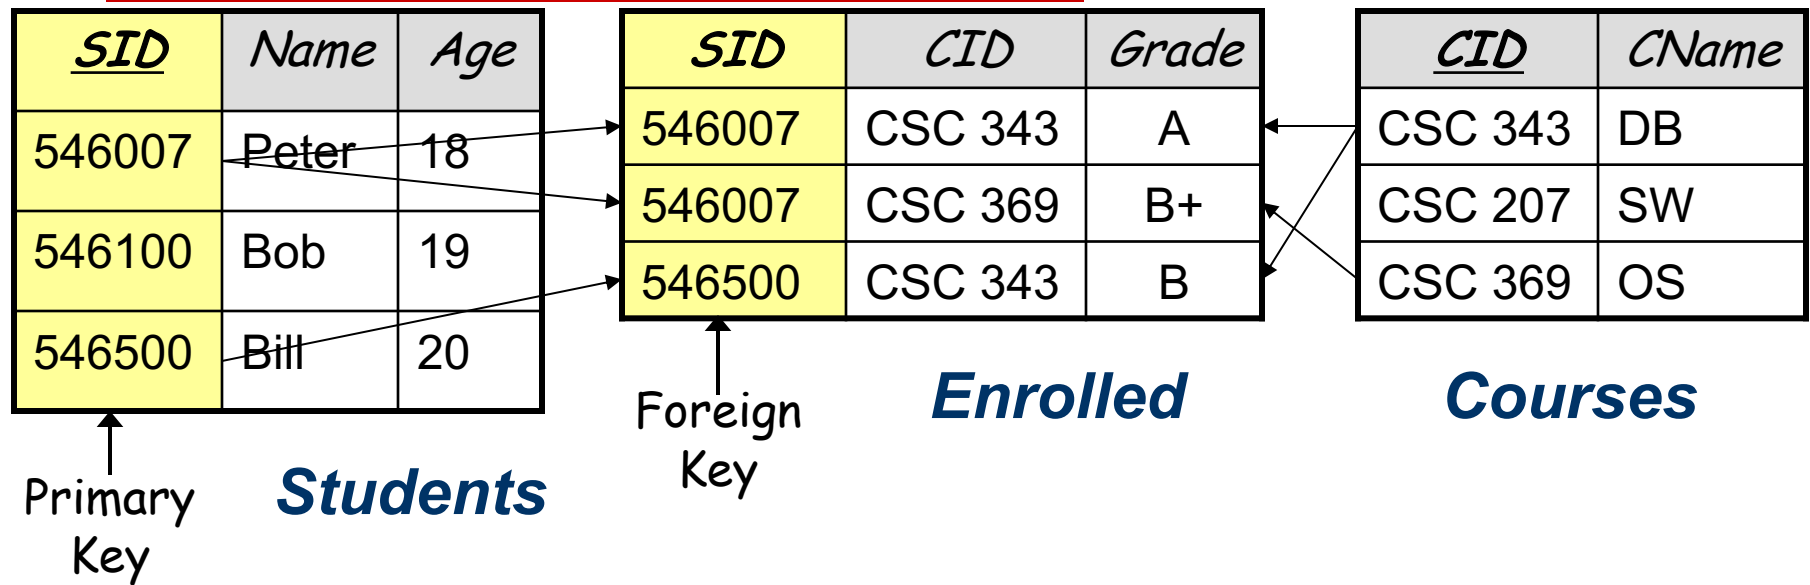 SID Name Age
546007 Peter 18
546100 Bob 19
546500 Bill 20
Primary
Key
Students
SID CID Grade
546007 CSC 343 A
546007 CSC 369 B+
546500 CSC 343 B
Foreign
Key
Enrolled
CID CName
CSC 343 DB
CSC 207 SW
CSC 369 OS
Courses